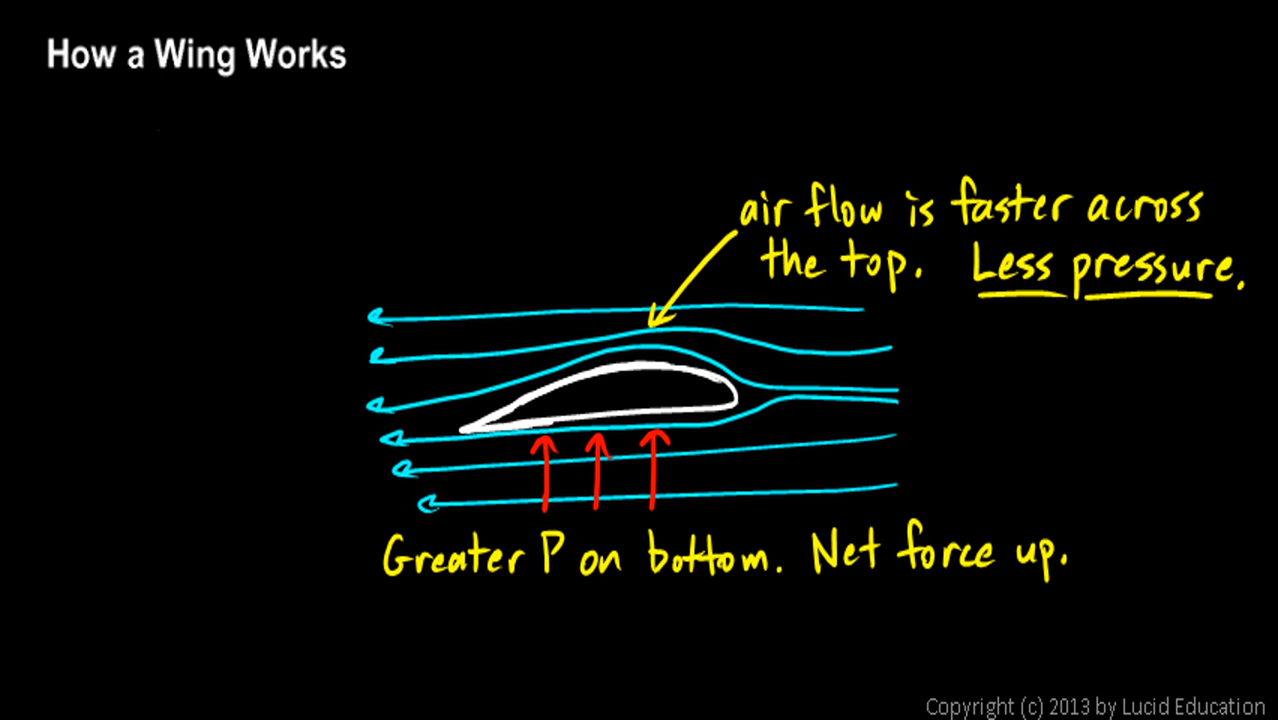 How a Wing Works
air flow is faster across
the top. Less pressure.
Greater P on bottom. Net force up.
Copyright (c) 2013 by Lucid Education